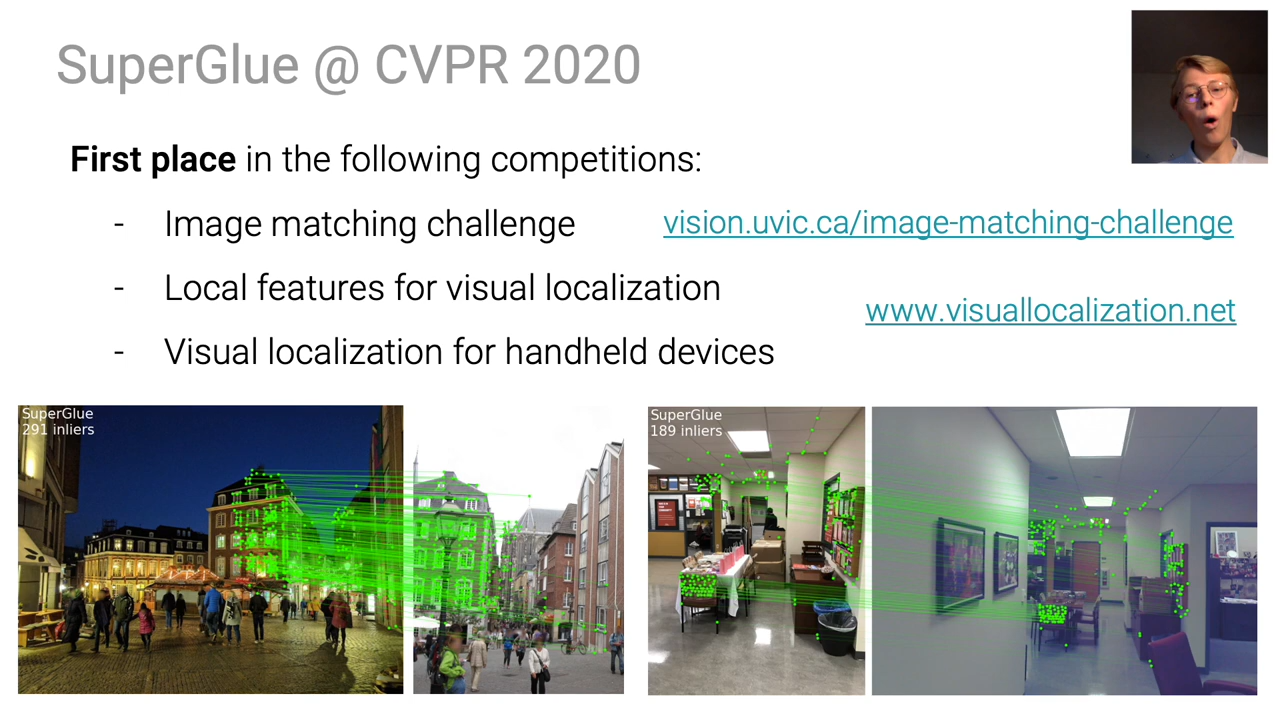 SuperGlue @ CVPR 2020
First place in the following competitions:
- Image matching challenge
vision.uvic.ca/image-matching-challenge
- Local features for visual localization
www.visuallocalization.net
- Visual localization for handheld devices
SuperGlue
291 inliers
SuperGlue
189 inliers